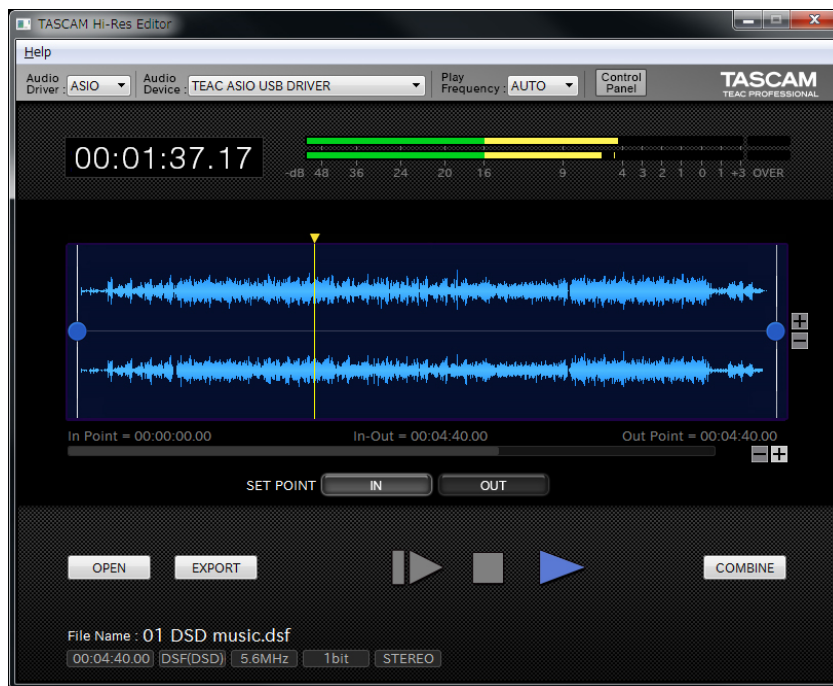 TASCAM Hi-Res Editor
Help
Audio Driver : ASIO Audio Device : TEAC ASIO USB DRIVER Play Frequency : AUTO Control Panel TASCAM
TEAC PROFESSIONAL
00:01:37.17
-dB 48 36 24 20 16 9 4 3 2 1 0 1 +3 OVER
In Point = 00:00:00.00 In-Out = 00:04:40.00 Out Point = 00:04:40.00
SET POINT IN OUT
OPEN EXPORT COMBINE
File Name : 01 DSD music.dsf
00:04:40.00 DSF(DSD) 5.6MHz 1bit STEREO